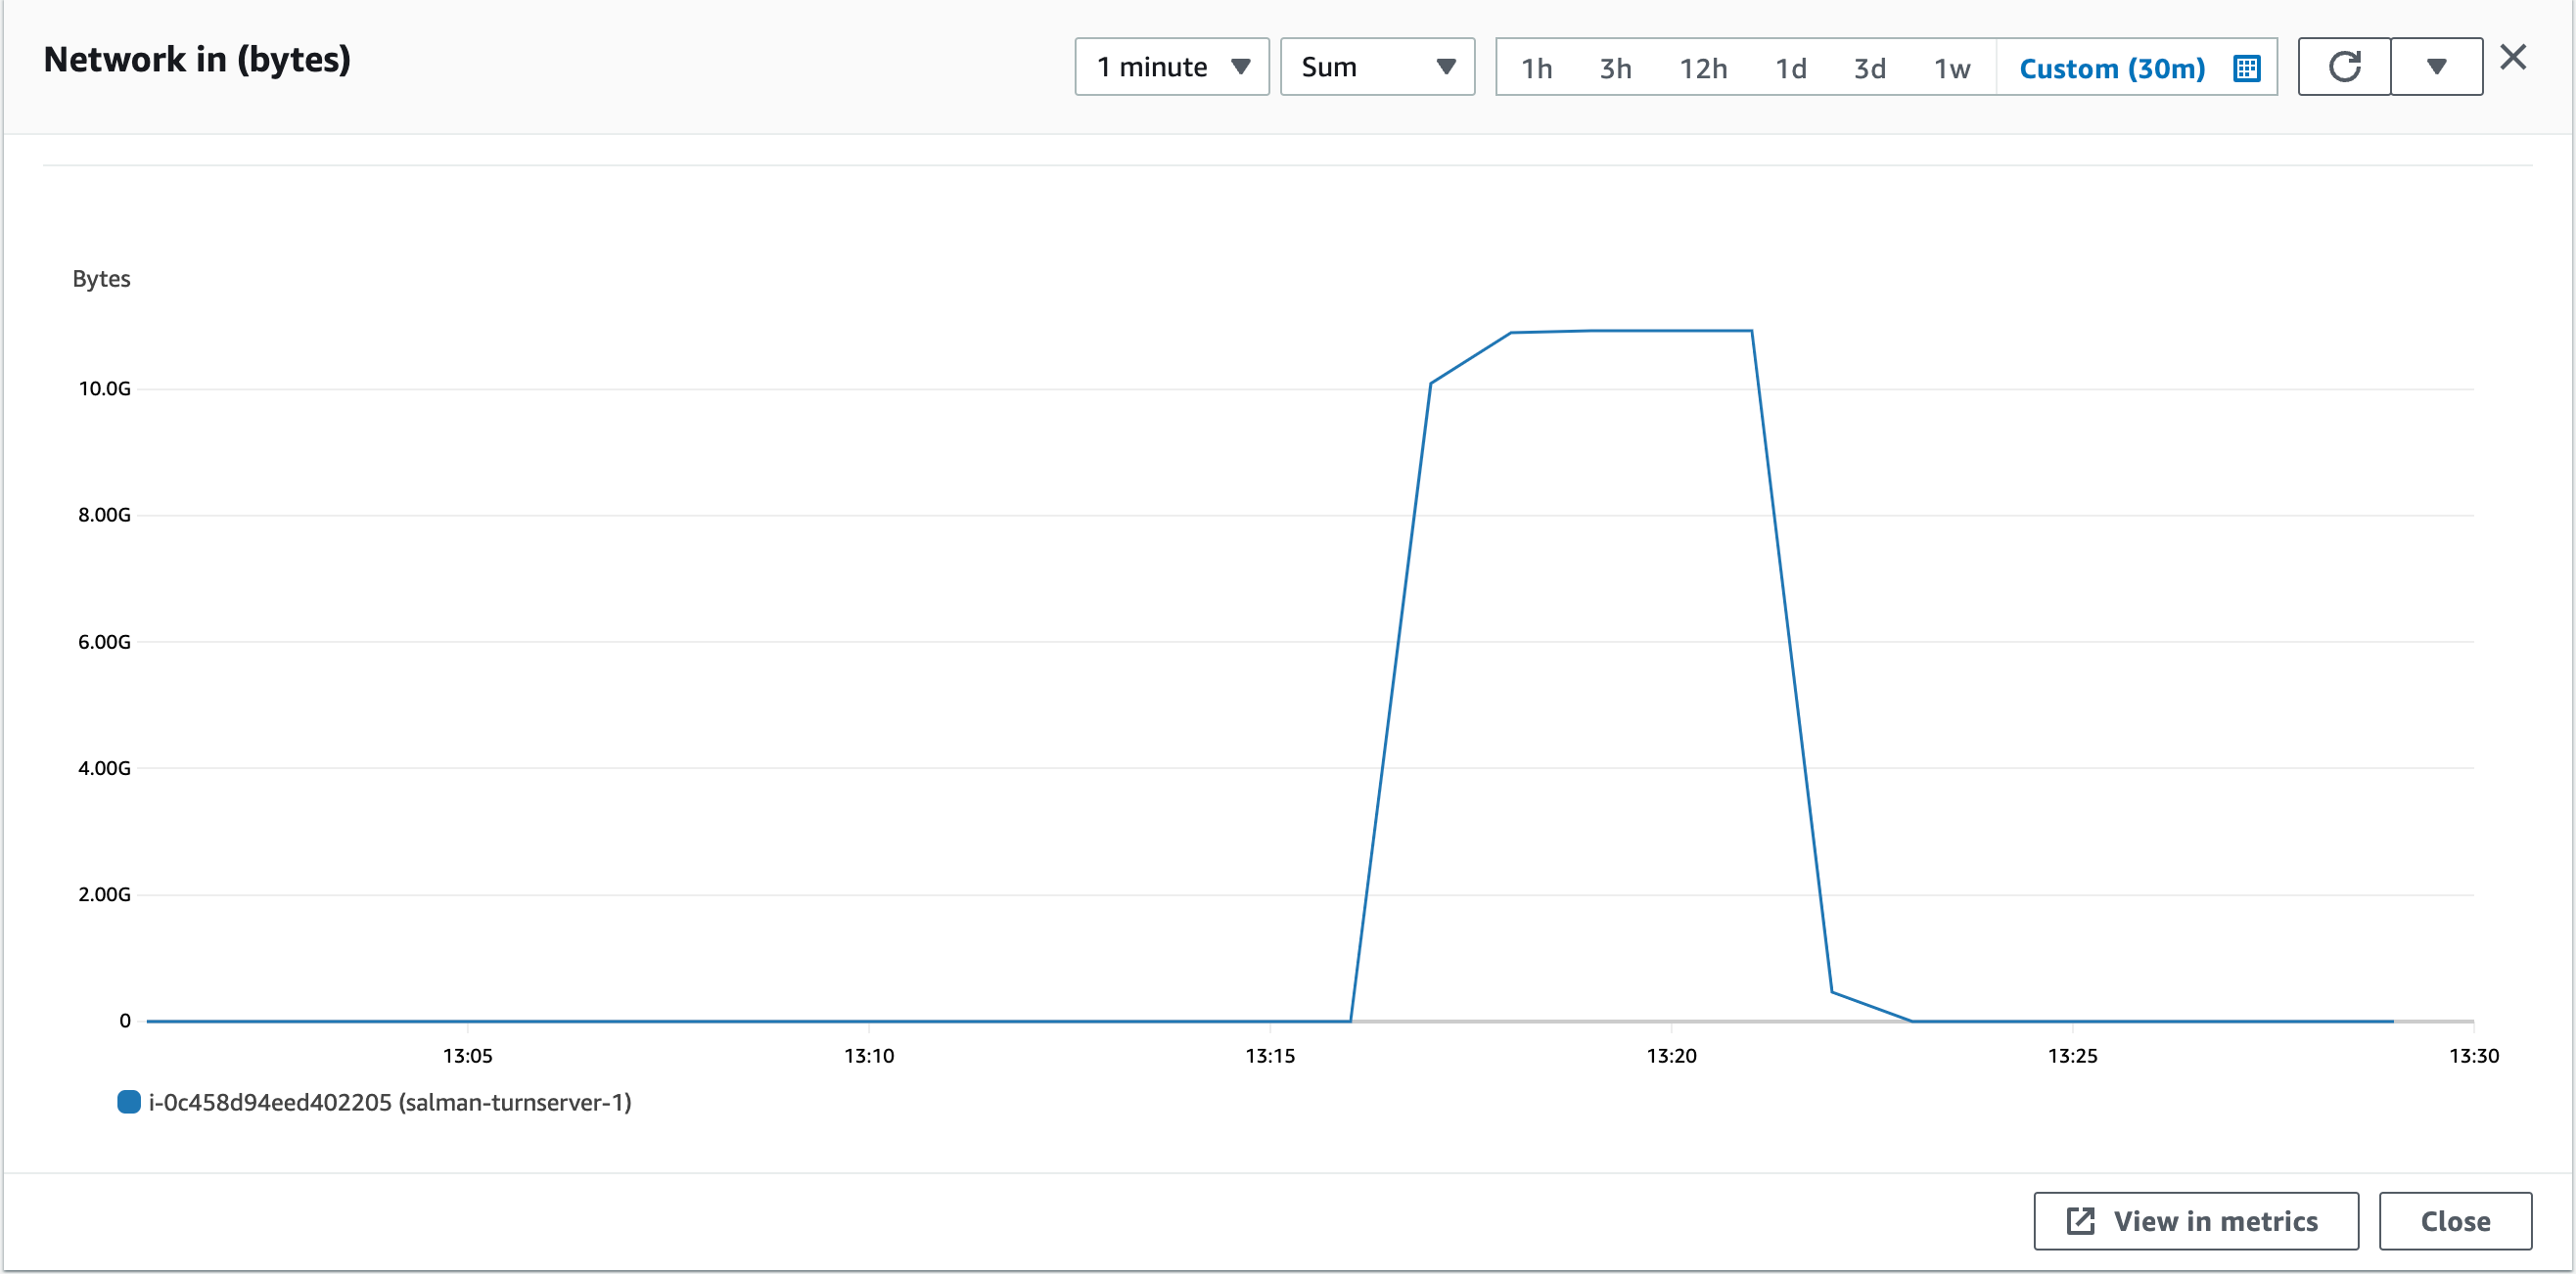 Network in (bytes)
1 minute
Sum
1h 3h 12h 1d 3d 1w Custom (30m)
Bytes
10.0G
8.00G
6.00G
4.00G
2.00G
0
13:05 13:10 13:15 13:20 13:25 13:30
i-0c458d94eed402205 (salman-turnserver-1)
View in metrics
Close